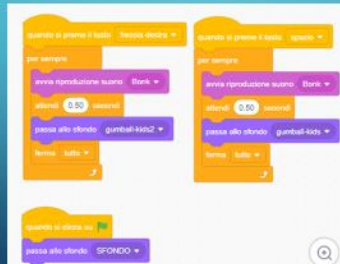 quando si preme il tasto freccia destra
per sempre
avvia riproduzione suono Bonk
attendi 0.50 secondi
passa allo sfondo gumball-kids2
ferma tutto
quando si preme il tasto spazio
per sempre
avvia riproduzione suono Bonk
attendi 0.50 secondi
passa allo sfondo gumball-kids
ferma tutto
quando si clicca su
passa allo sfondo SFONDO